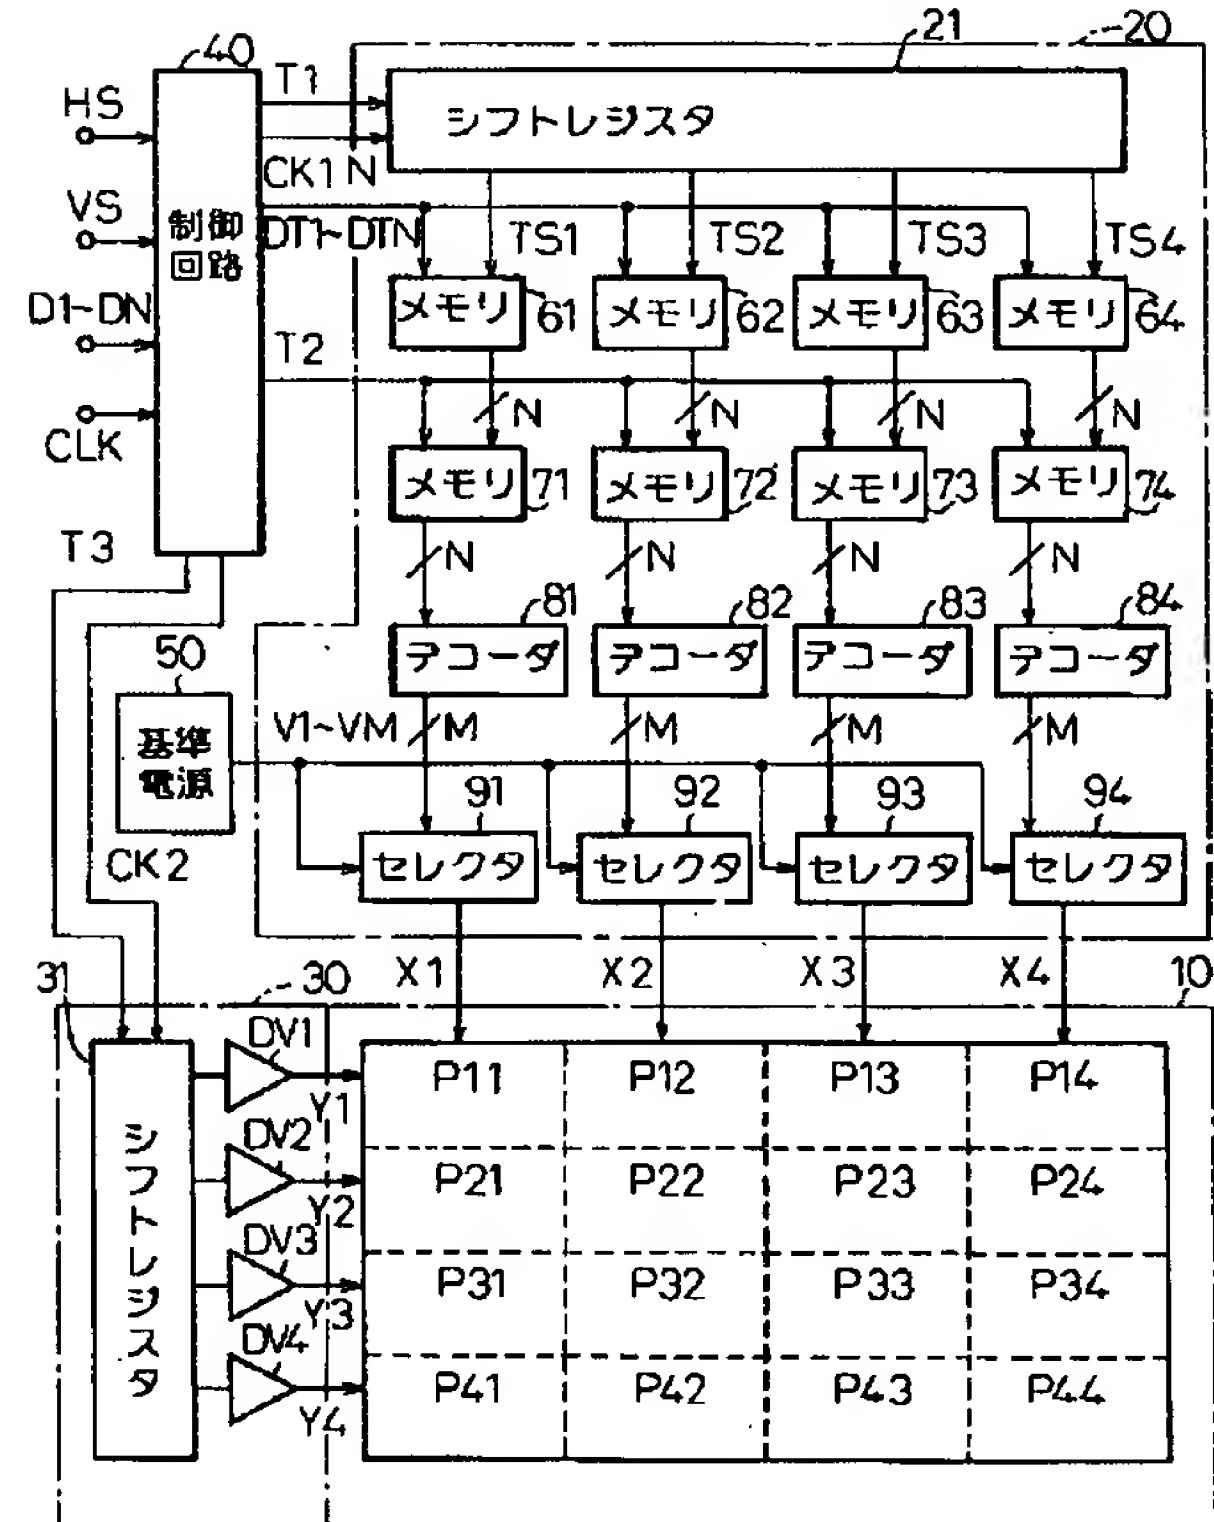 21
20
40
T1
HS
シフトレジスタ
CK1
N
VS
制御
回路
DT1~DTN
TS1
TS2
TS3
TS4
メモリ
61
メモリ
62
メモリ
63
メモリ
64
D1~DN
T2
N
N
N
N
CLK
メモリ
71
メモリ
72
メモリ
73
メモリ
74
T3
N
N
N
N
81
82
83
84
デコーダ
デコーダ
デコーダ
デコーダ
50
基準
電源
V1~VM
M
M
M
M
91
92
93
94
セレクタ
セレクタ
セレクタ
セレクタ
CK2
31
30
X1
X2
X3
X4
10
シフトレジスタ
DV1
Y1
P11
P12
P13
P14
DV2
Y2
P21
P22
P23
P24
DV3
Y3
P31
P32
P33
P34
DV4
Y4
P41
P42
P43
P44